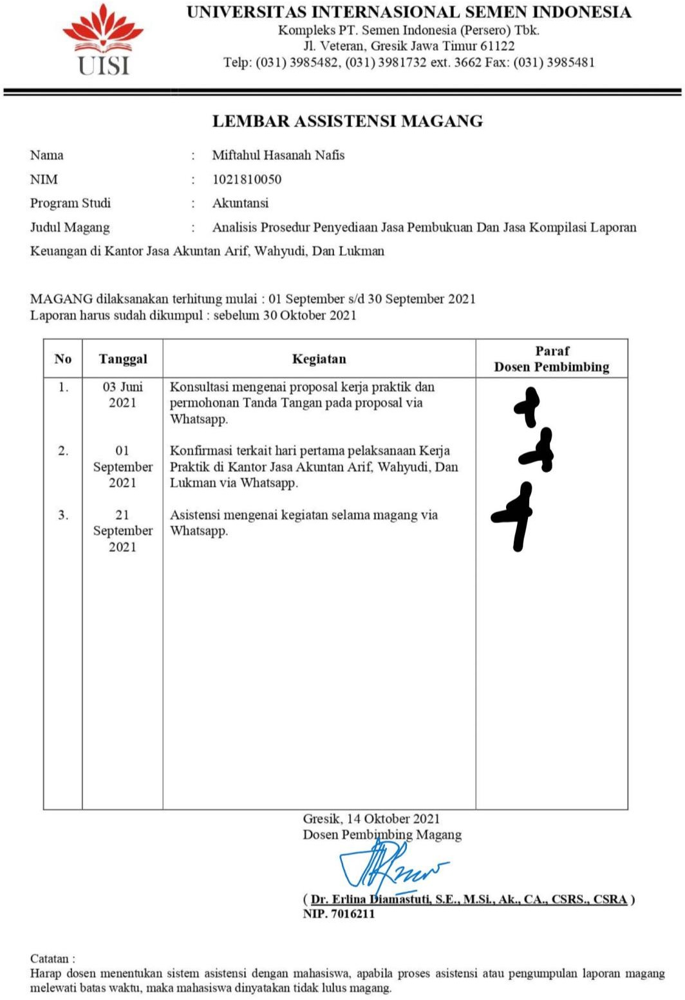 UISI
UNIVERSITAS INTERNASIONAL SEMEN INDONESIA
Kompleks PT. Semen Indonesia (Persero) Tbk.
Jl. Veteran, Gresik Jawa Timur 61122
Telp: (031) 3985482, (031) 3981732 ext. 3662 Fax: (031) 3985481
LEMBAR ASSISTENSI MAGANG
Nama : Miftahul Hasanah Nafis
NIM : 1021810050
Program Studi : Akuntansi
Judul Magang : Analisis Prosedur Penyediaan Jasa Pembukuan Dan Jasa Kompilasi Laporan
Keuangan di Kantor Jasa Akuntan Arif, Wahyudi, Dan Lukman
MAGANG dilaksanakan terhitung mulai : 01 September s/d 30 September 2021
Laporan harus sudah dikumpul : sebelum 30 Oktober 2021
No Tanggal Kegiatan Paraf
Dosen Pembimbing
1. 03 Juni Konsultasi mengenai proposal kerja praktik dan
2021 permohonan Tanda Tangan pada proposal via
Whatsapp.
2. 01 Konfirmasi terkait hari pertama pelaksanaan Kerja
September Praktik di Kantor Jasa Akuntan Arif, Wahyudi, Dan
2021 Lukman via Whatsapp.
3. 21 Asistensi mengenai kegiatan selama magang via
September Whatsapp.
2021
Gresik, 14 Oktober 2021
Dosen Pembimbing Magang
( Dr. Erlina Diamastuti, S.E., M.Si., Ak., CA., CSRS., CSRA )
NIP. 7016211
Catatan :
Harap dosen menentukan sistem asistensi dengan mahasiswa, apabila proses asistensi atau pengumpulan laporan magang
melewati batas waktu, maka mahasiswa dinyatakan tidak lulus magang.